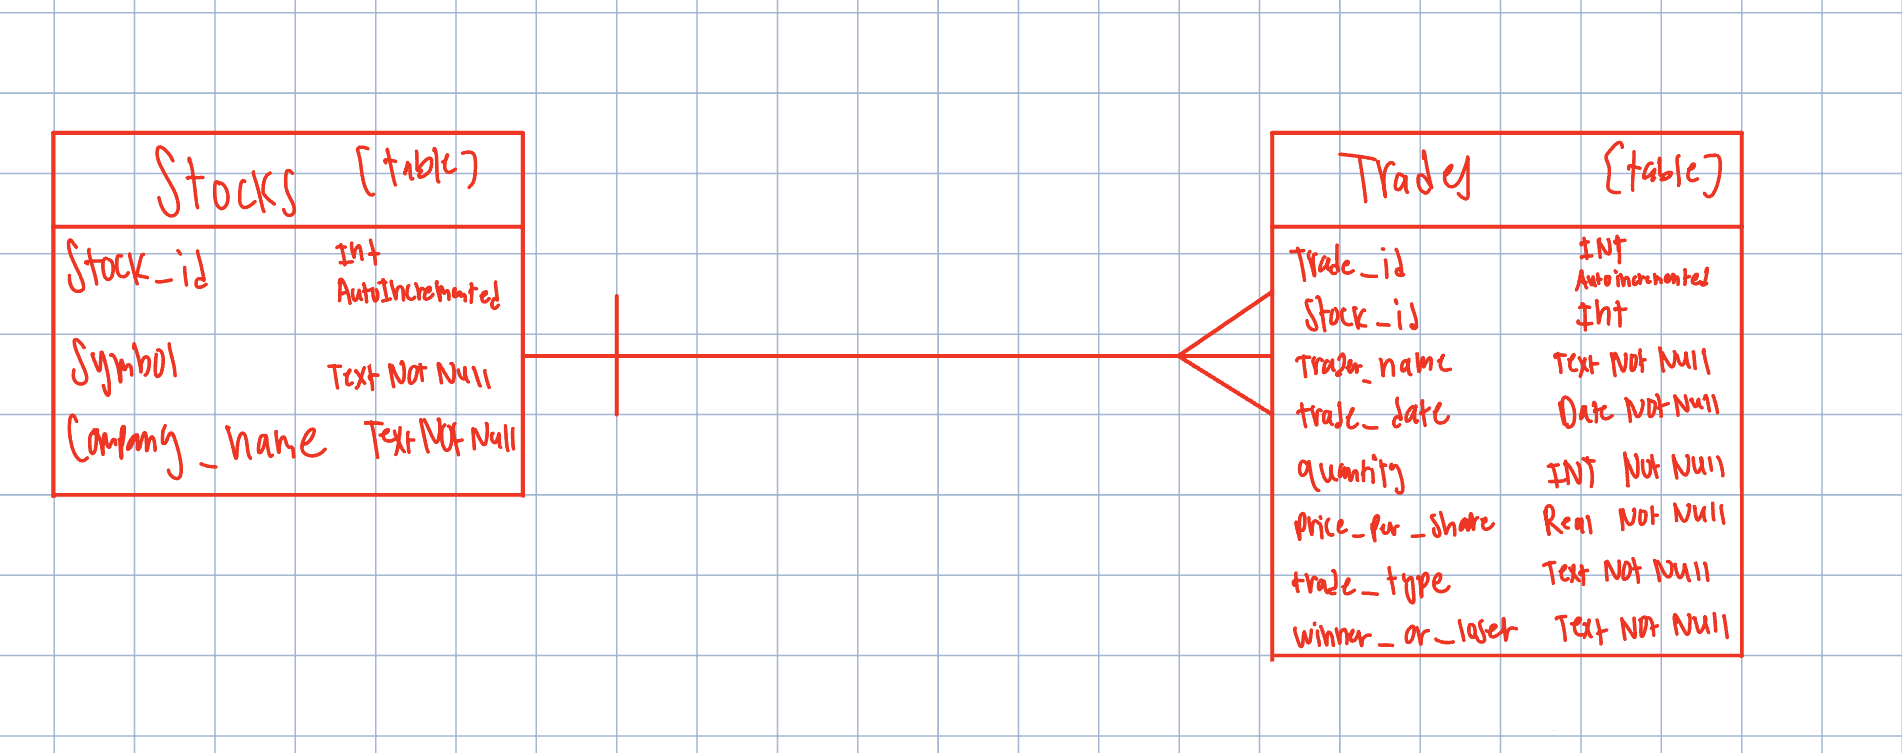 Stocks [table]
Stock_id Int
AutoIncremented
Symbol Text Not Null
Company_name Text Not Null
Trades [table]
Trade_id INT
Autoincremented
Stock_id Int
Trader_name Text Not Null
trade_date Date Not Null
quantity INT Not Null
price_per_share Real Not Null
trade_type Text Not Null
winner_or_loser Text Not Null